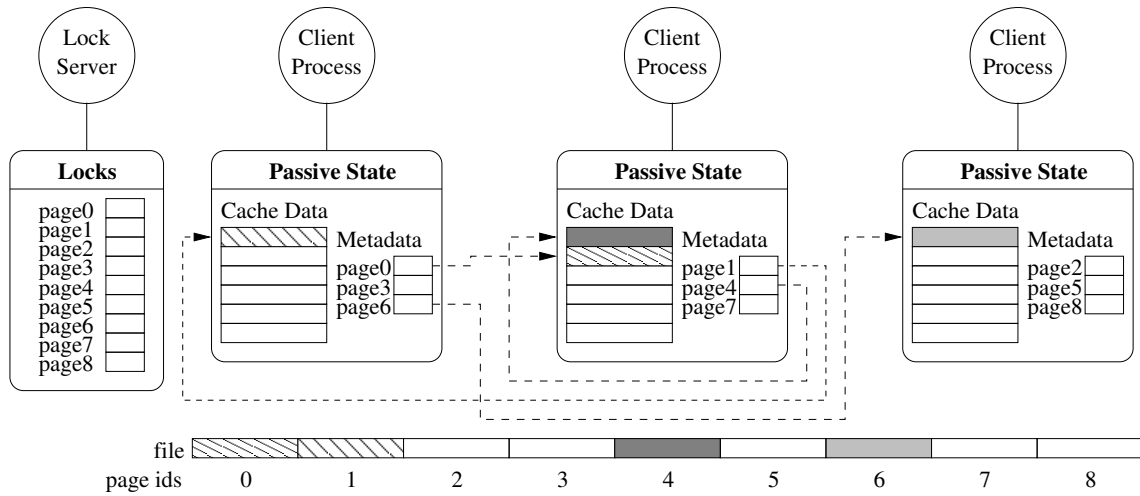 Lock
Server
Client
Process
Client
Process
Client
Process
Locks
page0
page1
page2
page3
page4
page5
page6
page7
page8
Passive State
Cache Data
Metadata
page0
page3
page6
Passive State
Cache Data
Metadata
page1
page4
page7
Passive State
Cache Data
Metadata
page2
page5
page8
file
page ids 0 1 2 3 4 5 6 7 8